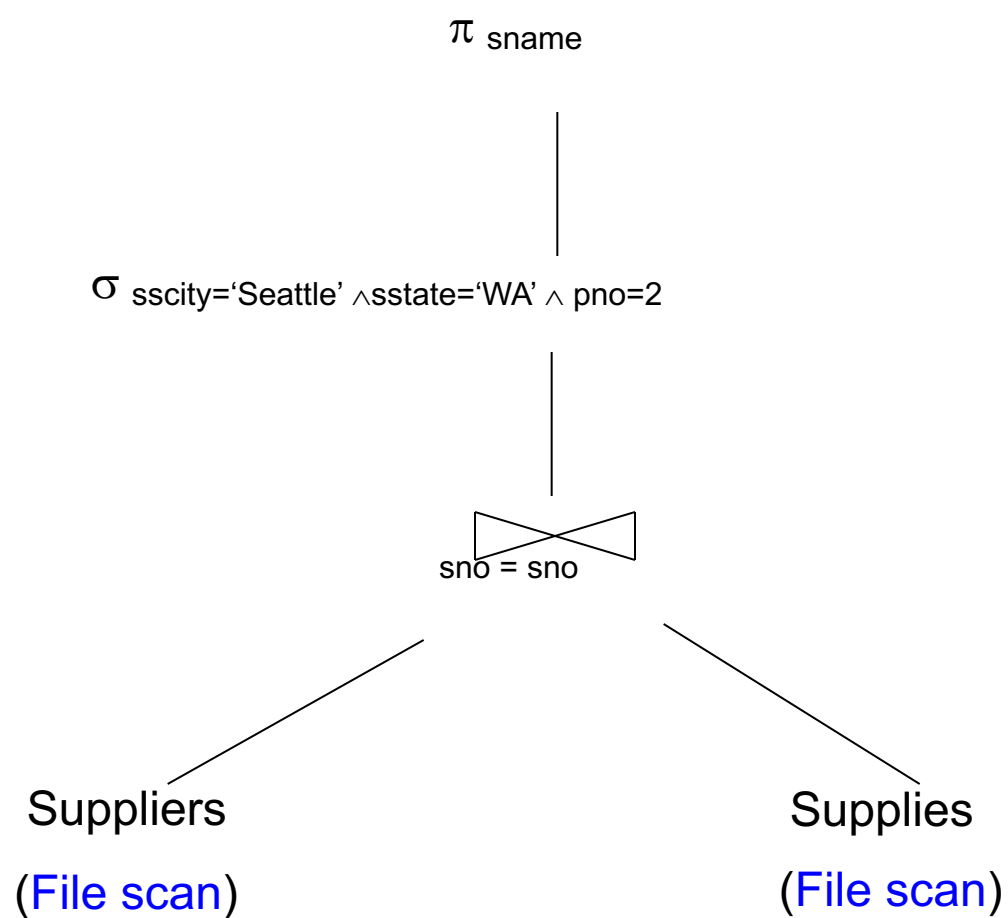 π sname
σ sscity=‘Seattle’ ∧sstate=‘WA’ ∧ pno=2
sno = sno
Suppliers
Supplies
(File scan)
(File scan)